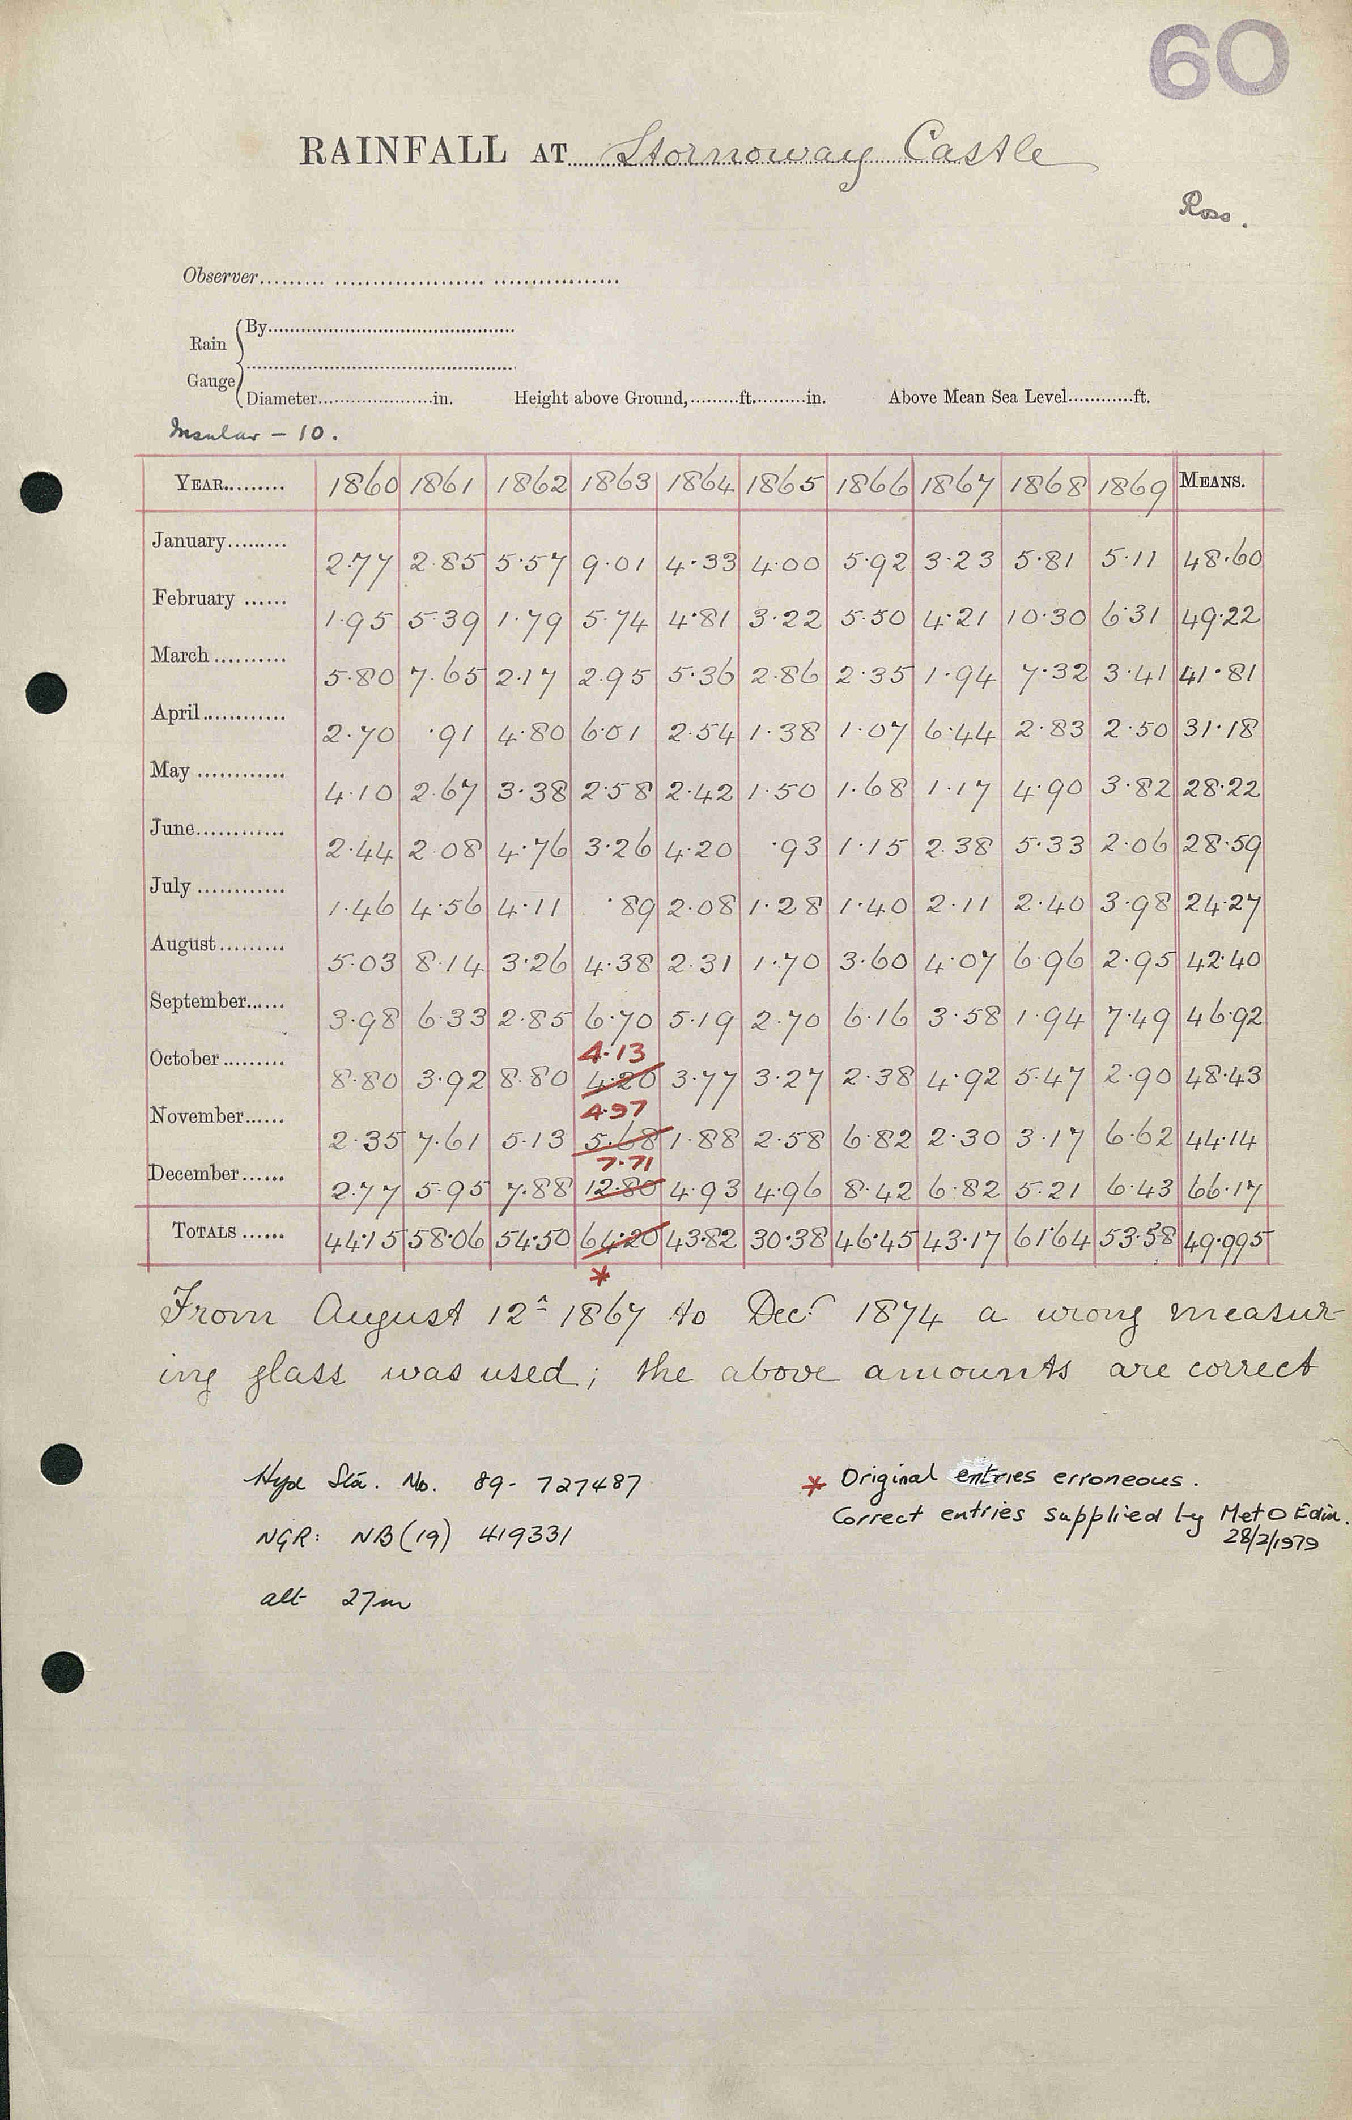 60
RAINFALL AT Stornoway Castle
Ross.
Observer
Rain Gauge
By
Diameter in. Height above Ground, ft. in. Above Mean Sea Level ft.
Insular - 10.
YEAR 1860 1861 1862 1863 1864 1865 1866 1867 1868 1869 MEANS.
January 2.77 2.85 5.57 9.01 4.33 4.00 5.92 3.23 5.81 5.11 48.60
February 1.95 5.39 1.79 5.74 4.81 3.22 5.50 4.21 10.30 6.31 49.22
March 5.80 7.65 2.17 2.95 5.36 2.86 2.35 1.94 7.32 3.41 41.81
April 2.70 .91 4.80 6.01 2.54 1.38 1.07 6.44 2.83 2.50 31.18
May 4.10 2.67 3.38 2.58 2.42 1.50 1.68 1.17 4.90 3.82 28.22
June 2.44 2.08 4.76 3.26 4.20 .93 1.15 2.38 5.33 2.06 28.59
July 1.46 4.56 4.11 .89 2.08 1.28 1.40 2.11 2.40 3.98 24.27
August 5.03 8.14 3.26 4.38 2.31 1.70 3.60 4.07 6.96 2.95 42.40
September 3.98 6.33 2.85 6.70 5.19 2.70 6.16 3.58 1.94 7.49 46.92
4.13
October 8.80 3.92 8.80 4.20 3.77 3.27 2.38 4.92 5.47 2.90 48.43
4.97
November 2.35 7.61 5.13 5.68 1.88 2.58 6.82 2.30 3.17 6.62 44.14
7.71
December 2.77 5.95 7.88 12.80 4.93 4.96 8.42 6.82 5.21 6.43 66.17
TOTALS 44.15 58.06 54.50 64.20 43.82 30.38 46.45 43.17 61.64 53.58 49.995
*
From August 12th 1867 to Decr 1874 a wrong measur-
ing glass was used; the above amounts are correct
Hyd Sta. No. 89-727487
NGR: NB(19) 419331
alt 27m
* Original entries erroneous.
Correct entries supplied by Met O Edin.
28/2/1979